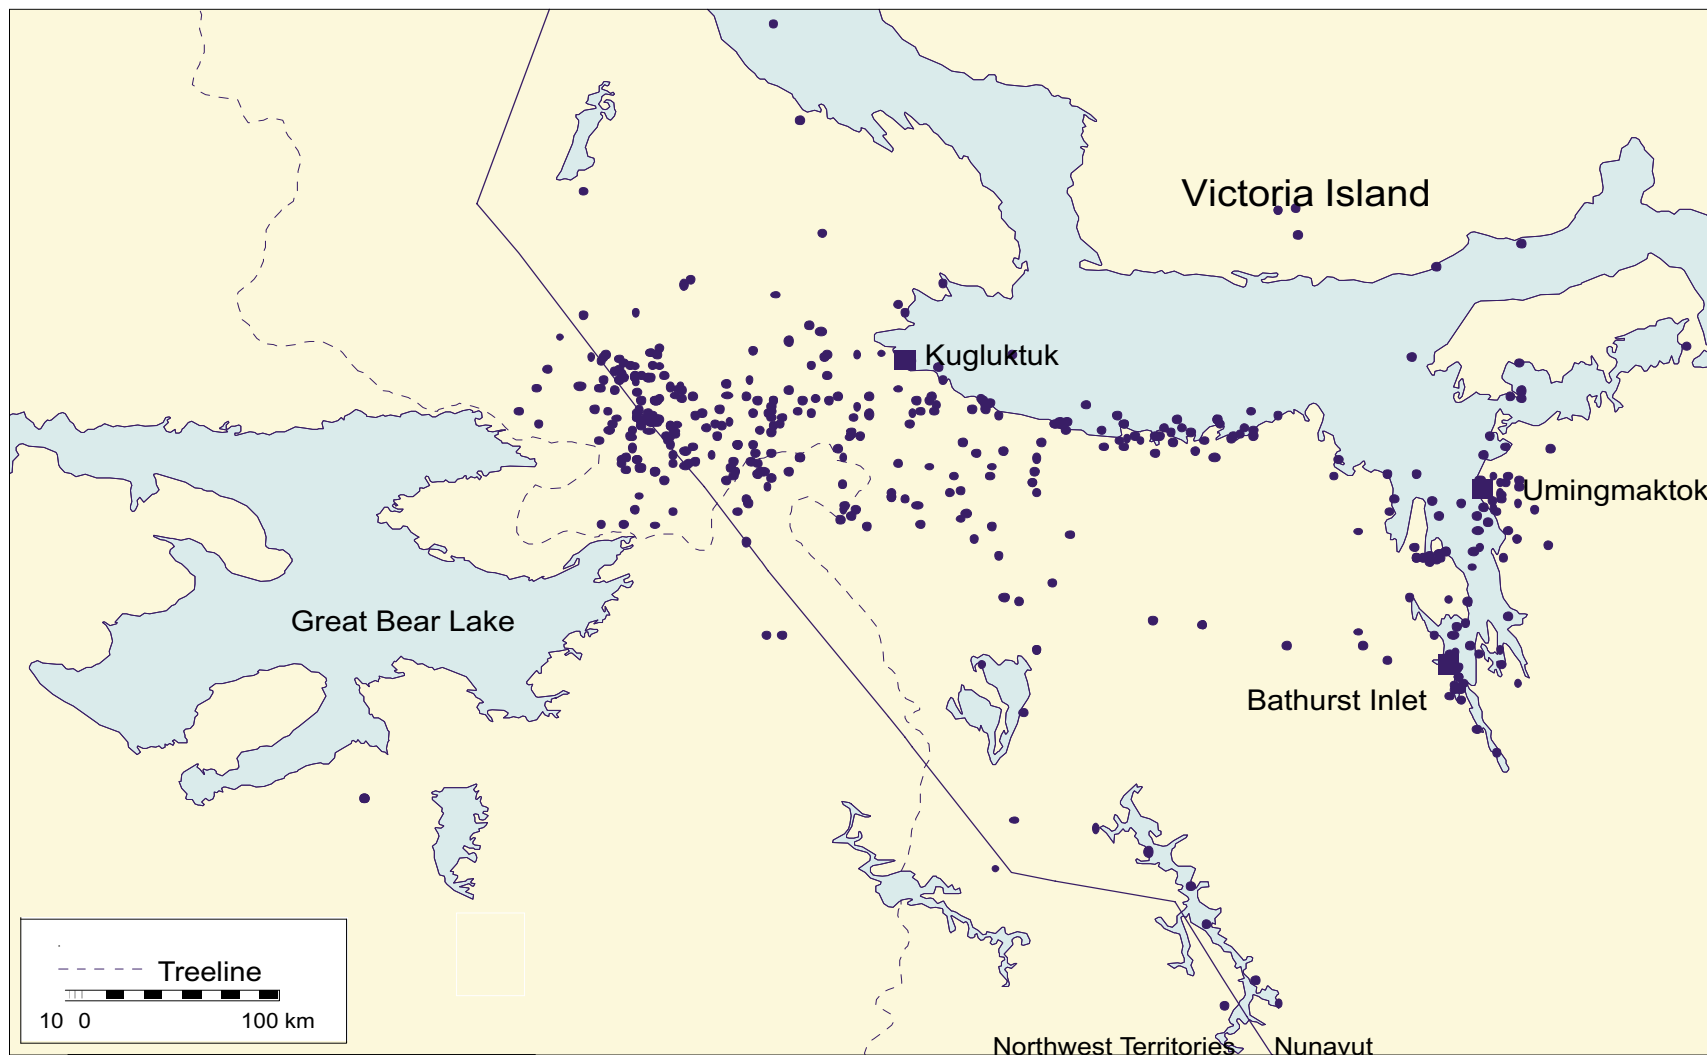 Victoria Island
Kugluktuk
Umingmaktok
Great Bear Lake
Bathurst Inlet
Treeline
10 0 100 km
Northwest Territories Nunavut